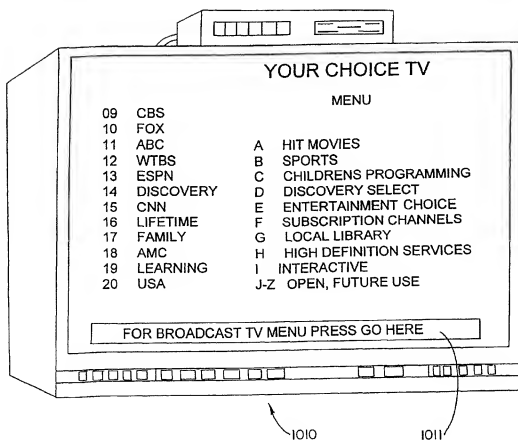 YOUR CHOICE TV
MENU
09 CBS
10 FOX
11 ABC
12 WTBS
13 ESPN
14 DISCOVERY
15 CNN
16 LIFETIME
17 FAMILY
18 AMC
19 LEARNING
20 USA
A HIT MOVIES
B SPORTS
C CHILDRENS PROGRAMMING
D DISCOVERY SELECT
E ENTERTAINMENT CHOICE
F SUBSCRIPTION CHANNELS
G LOCAL LIBRARY
H HIGH DEFINITION SERVICES
I INTERACTIVE
J-Z OPEN, FUTURE USE
FOR BROADCAST TV MENU PRESS GO HERE
1010
1011